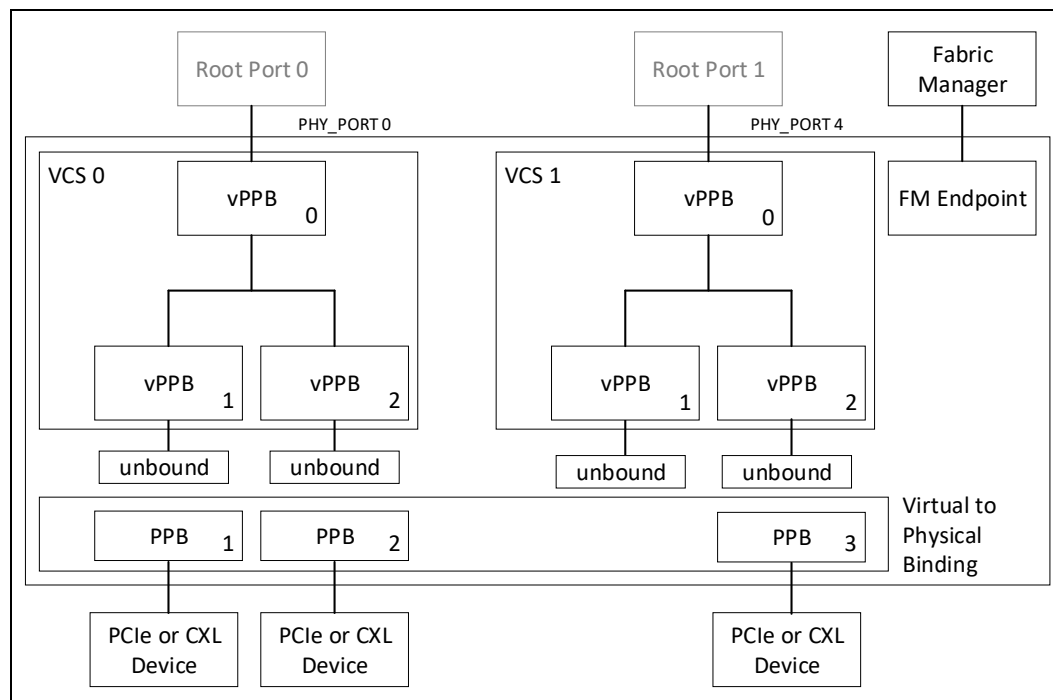 Root Port 0
Root Port 1
Fabric
Manager
PHY_PORT 0
PHY_PORT 4
VCS 0
vPPB
0
VCS 1
vPPB
0
FM Endpoint
vPPB
1
vPPB
2
vPPB
1
vPPB
2
unbound
unbound
unbound
unbound
PPB
1
PPB
2
PPB
3
Virtual to
Physical
Binding
PCIe or CXL
Device
PCIe or CXL
Device
PCIe or CXL
Device